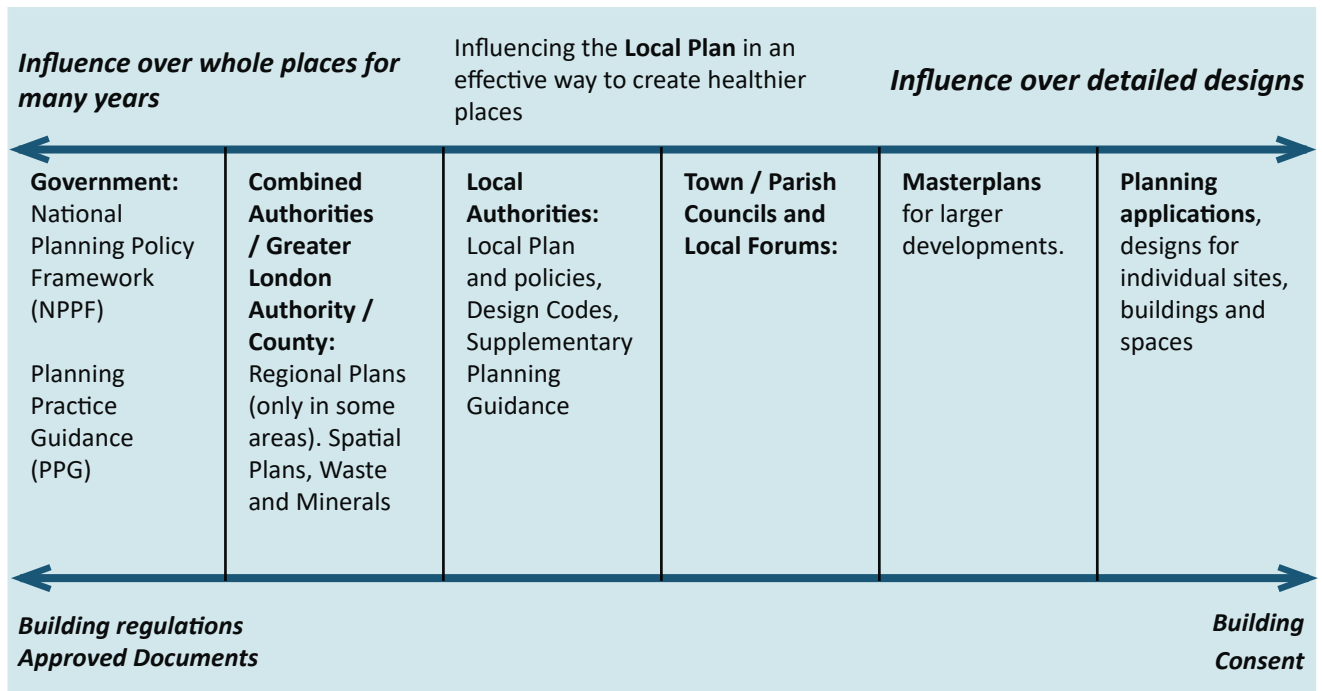 Influence over whole places for
many years
Influencing the Local Plan in an
effective way to create healthier
places
Influence over detailed designs
Government:
National
Planning Policy
Framework
(NPPF)
Planning
Practice
Guidance
(PPG)
Combined
Authorities
/ Greater
London
Authority /
County:
Regional Plans
(only in some
areas). Spatial
Plans, Waste
and Minerals
Local
Authorities:
Local Plan
and policies,
Design Codes,
Supplementary
Planning
Guidance
Town / Parish
Councils and
Local Forums:
Masterplans
for larger
developments.
Planning
applications,
designs for
individual sites,
buildings and
spaces
Building regulations
Approved Documents
Building
Consent